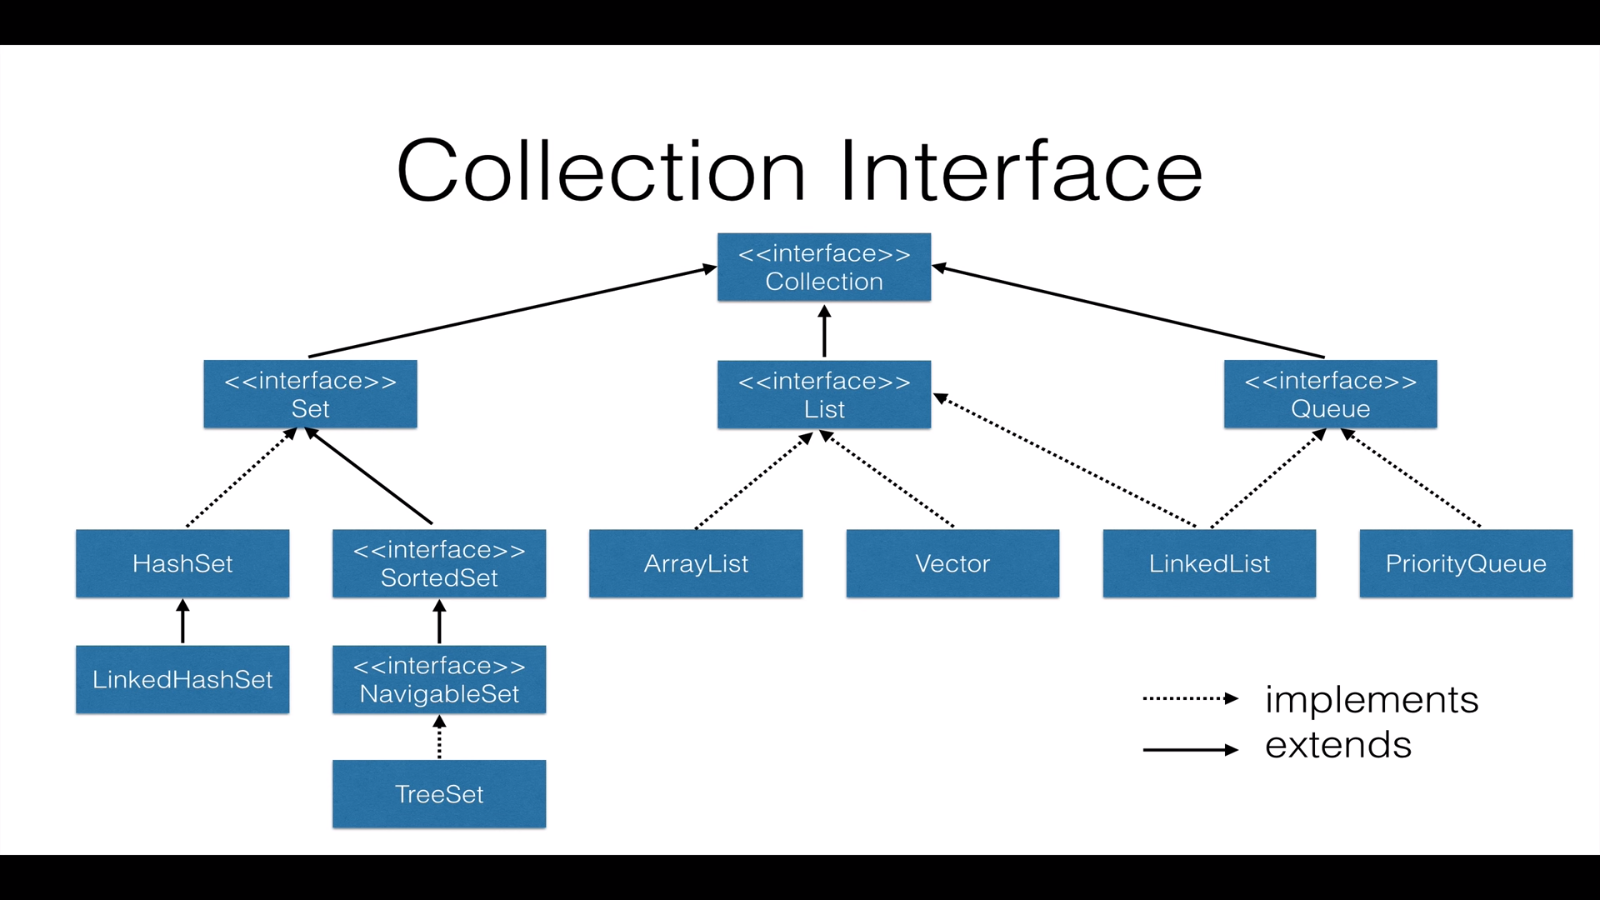 Collection Interface
<<interface>>
Collection
<<interface>>
Set
<<interface>>
List
<<interface>>
Queue
HashSet
<<interface>>
SortedSet
ArrayList
Vector
LinkedList
PriorityQueue
LinkedHashSet
<<interface>>
NavigableSet
TreeSet
implements
extends